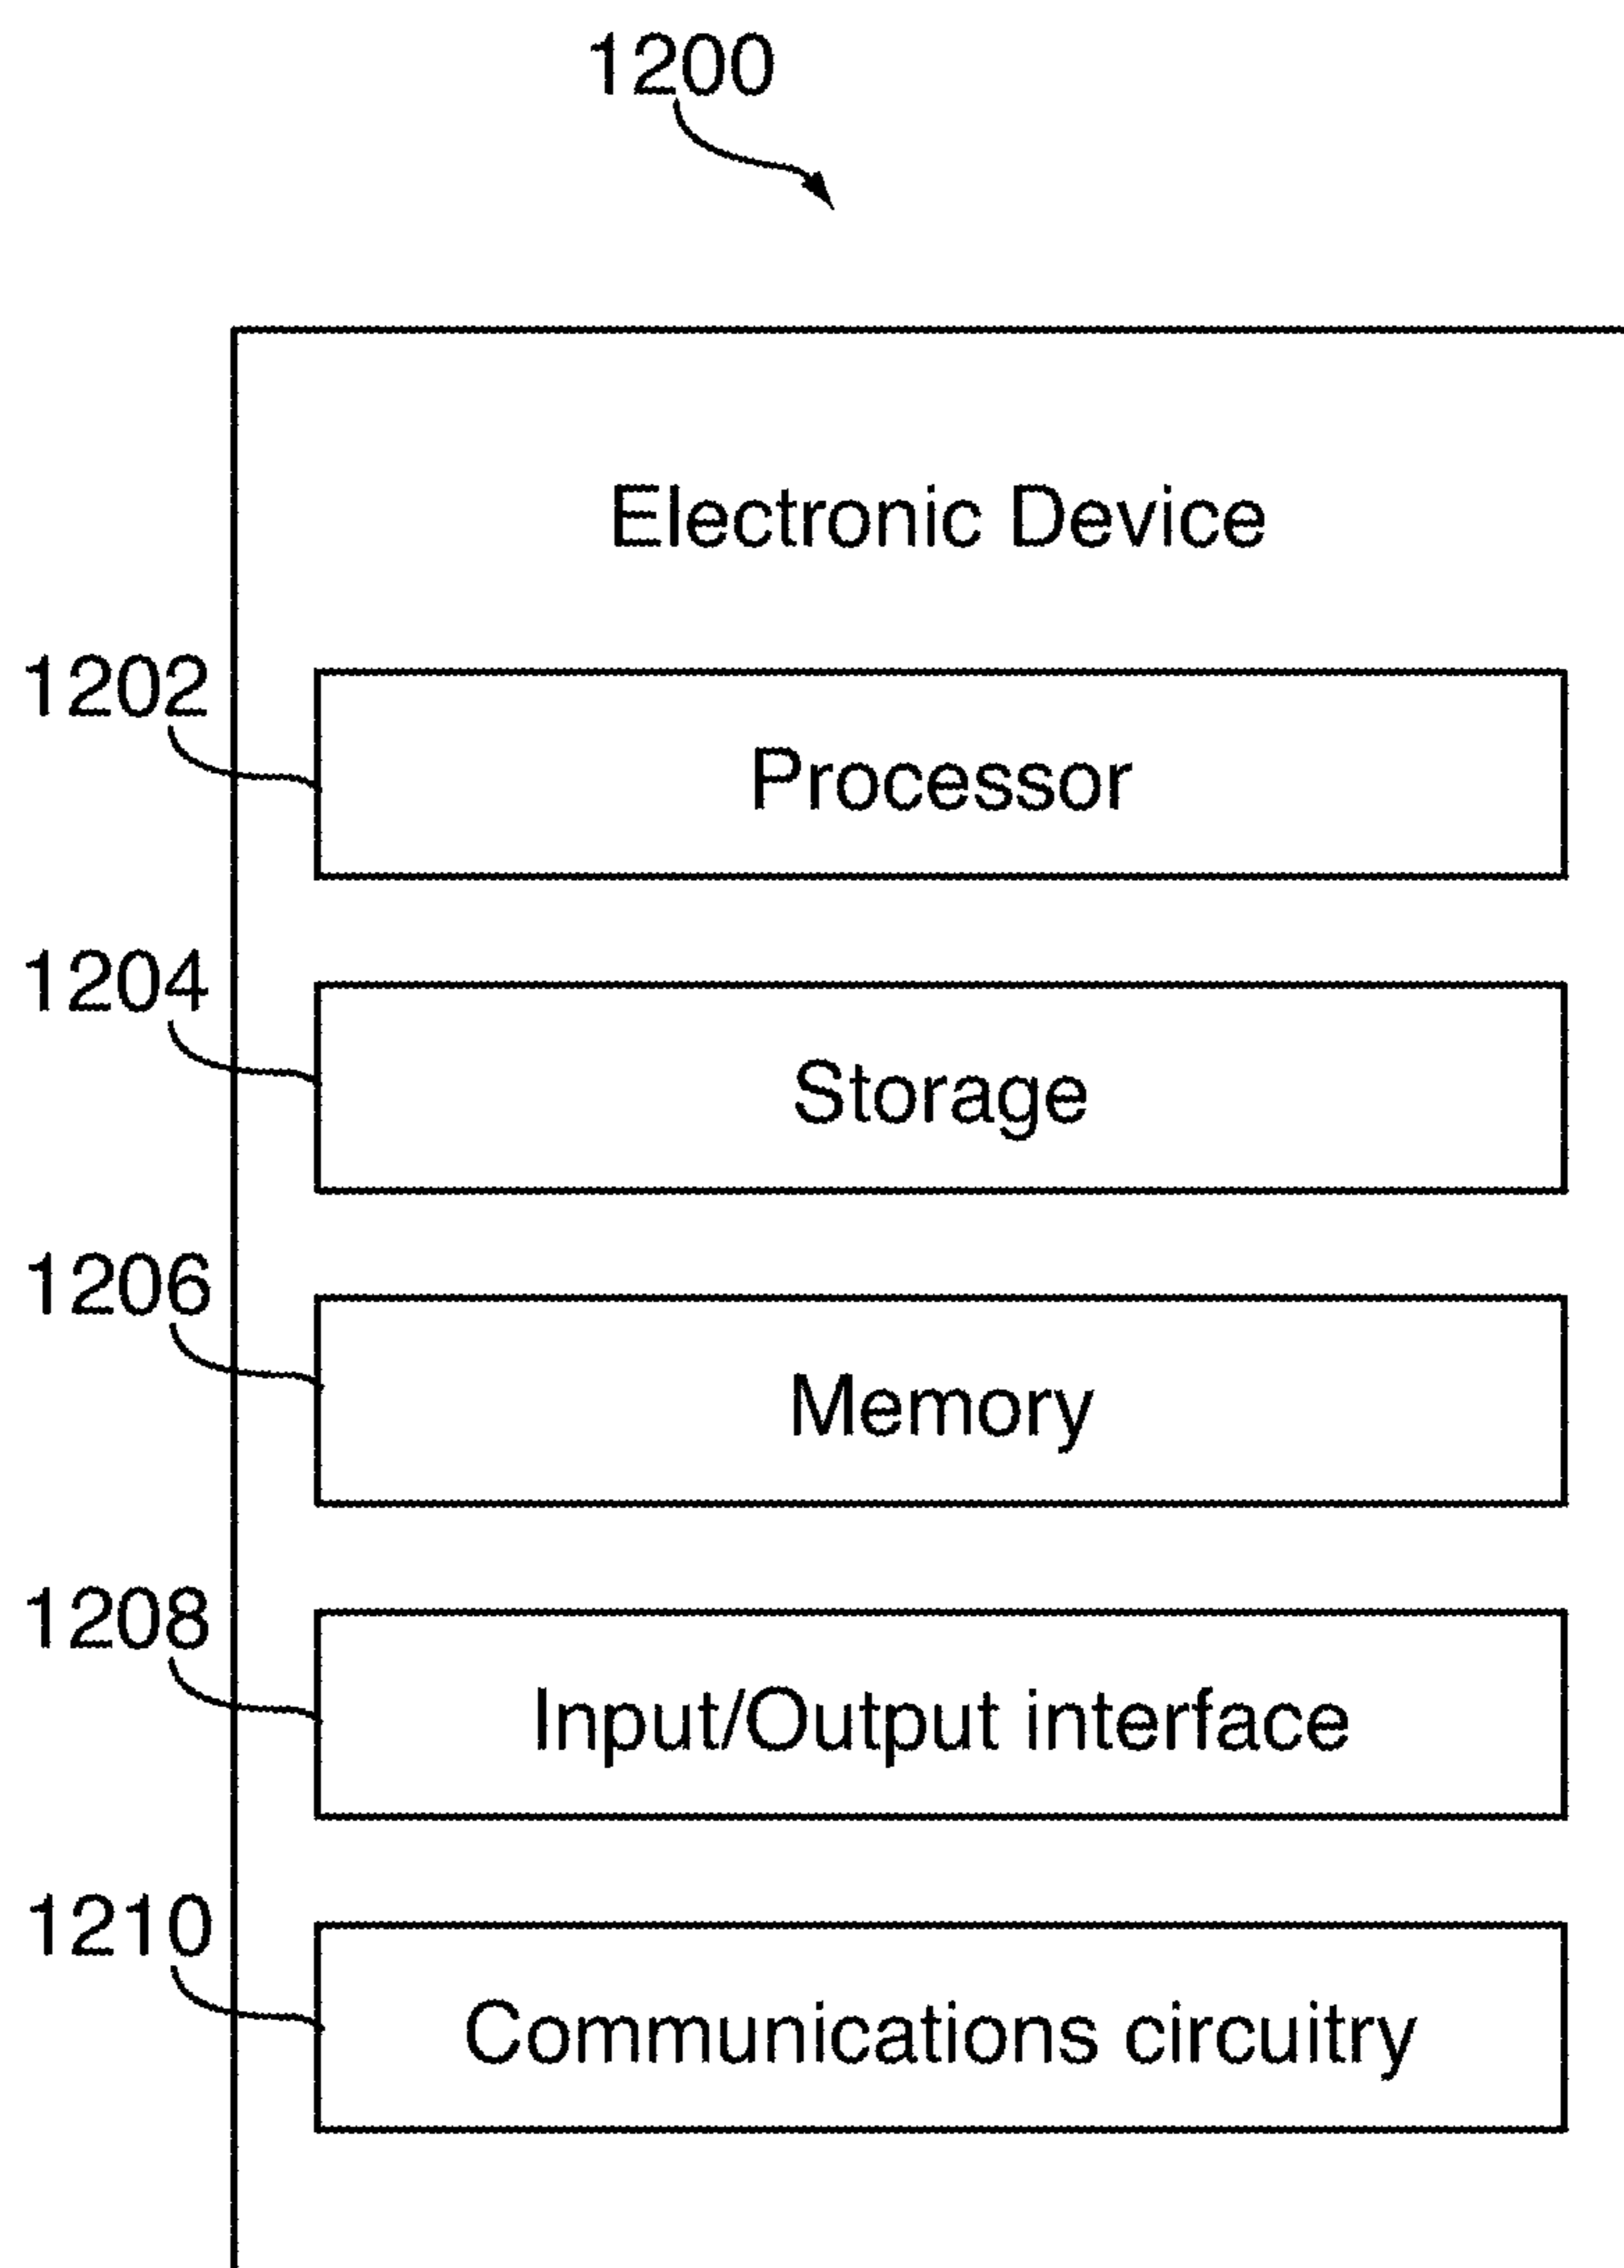 1200
Electronic Device
1202
Processor
1204
Storage
1206
Memory
1208
Input/Output interface
1210
Communications circuitry